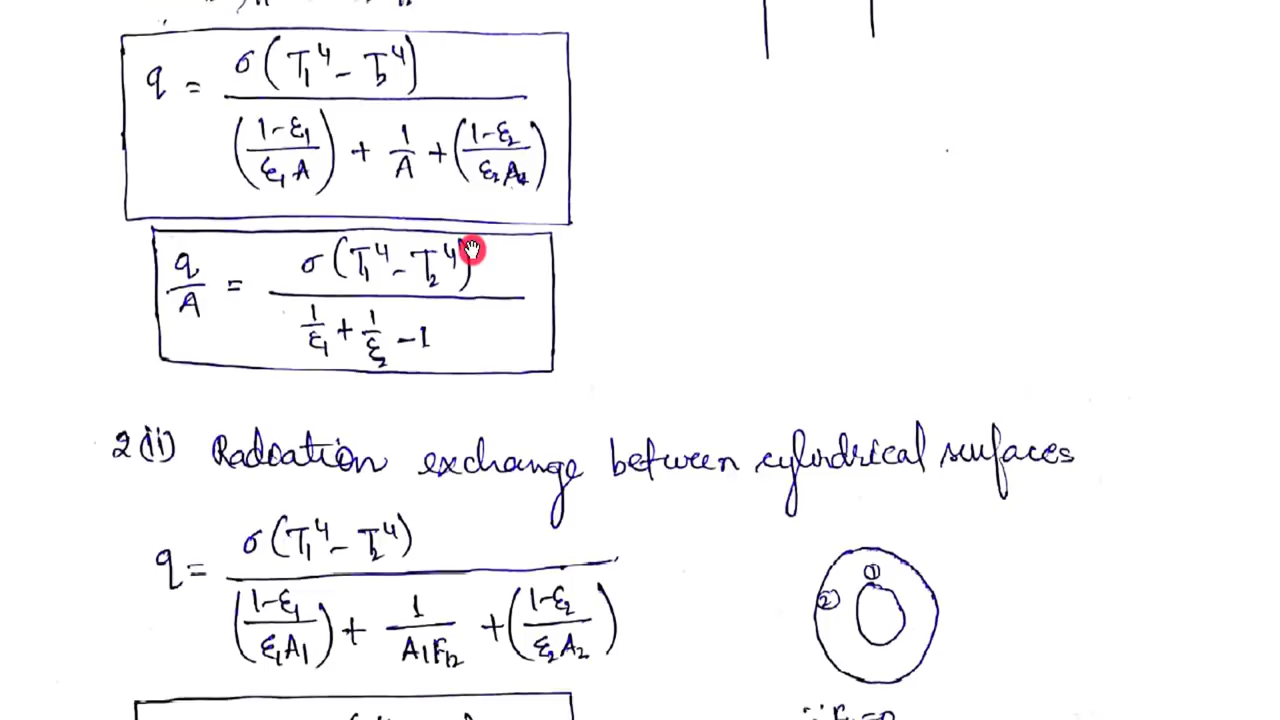 q = σ(T₁⁴ - T₂⁴) / ((1-ε₁)/(ε₁A) + 1/A + (1-ε₂)/(ε₂A))
q/A = σ(T₁⁴ - T₂⁴) / (1/ε₁ + 1/ε₂ - 1)
2(ii) Radiation exchange between cylindrical surfaces
q = σ(T₁⁴ - T₂⁴) / ((1-ε₁)/(ε₁A₁) + 1/(A₁F₁₂) + (1-ε₂)/(ε₂A₂))
①
②